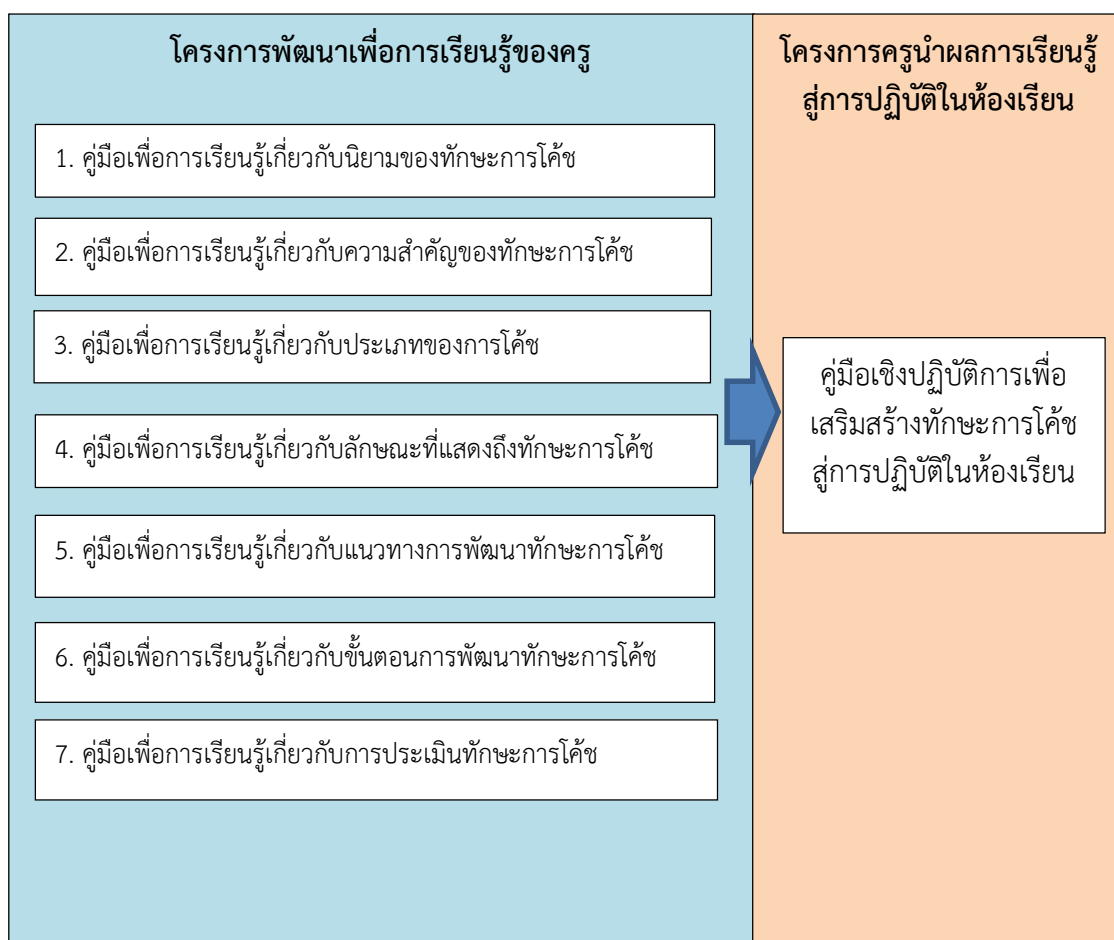 โครงการพัฒนาเพื่อการเรียนรู้ของครู
1. คู่มือเพื่อการเรียนรู้เกี่ยวกับนิยามของทักษะการโค้ช
2. คู่มือเพื่อการเรียนรู้เกี่ยวกับความสำคัญของทักษะการโค้ช
3. คู่มือเพื่อการเรียนรู้เกี่ยวกับประเภทของการโค้ช
4. คู่มือเพื่อการเรียนรู้เกี่ยวกับลักษณะที่แสดงถึงทักษะการโค้ช
5. คู่มือเพื่อการเรียนรู้เกี่ยวกับแนวทางการพัฒนาทักษะการโค้ช
6. คู่มือเพื่อการเรียนรู้เกี่ยวกับขั้นตอนการพัฒนาทักษะการโค้ช
7. คู่มือเพื่อการเรียนรู้เกี่ยวกับการประเมินทักษะการโค้ช
โครงการครูนำผลการเรียนรู้
สู่การปฏิบัติในห้องเรียน
คู่มือเชิงปฏิบัติการเพื่อ
เสริมสร้างทักษะการโค้ช
สู่การปฏิบัติในห้องเรียน